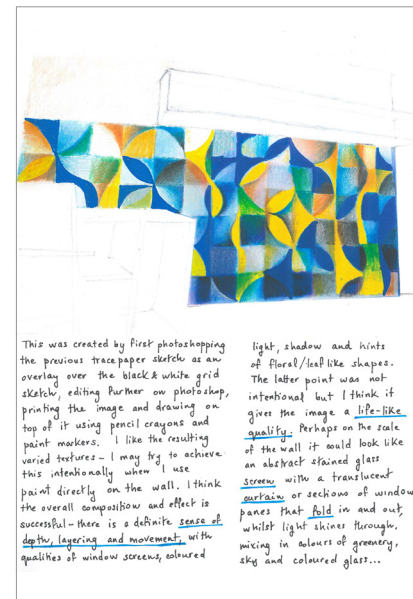 This was created by first photoshopping
the previous trace paper sketch as an
overlay over the black & white grid
sketch, editing further on photoshop,
printing the image and drawing on
top of it using pencil crayons and
paint markers. I like the resulting
varied textures – I may try to achieve
this intentionally when I use
paint directly on the wall. I think
the overall composition and effect is
successful – there is a definite sense of
depth, layering and movement, with
qualities of window screens, coloured
light, shadow and hints
of floral/leaf like shapes.
The latter point was not
intentional but I think it
gives the image a life-like
quality. Perhaps on the scale
of the wall it could look like
an abstract stained glass
screen with a translucent
curtain or sections of window
panes that fold in and out,
whilst light shines through,
mixing in colours of greenery,
sky and coloured glass...